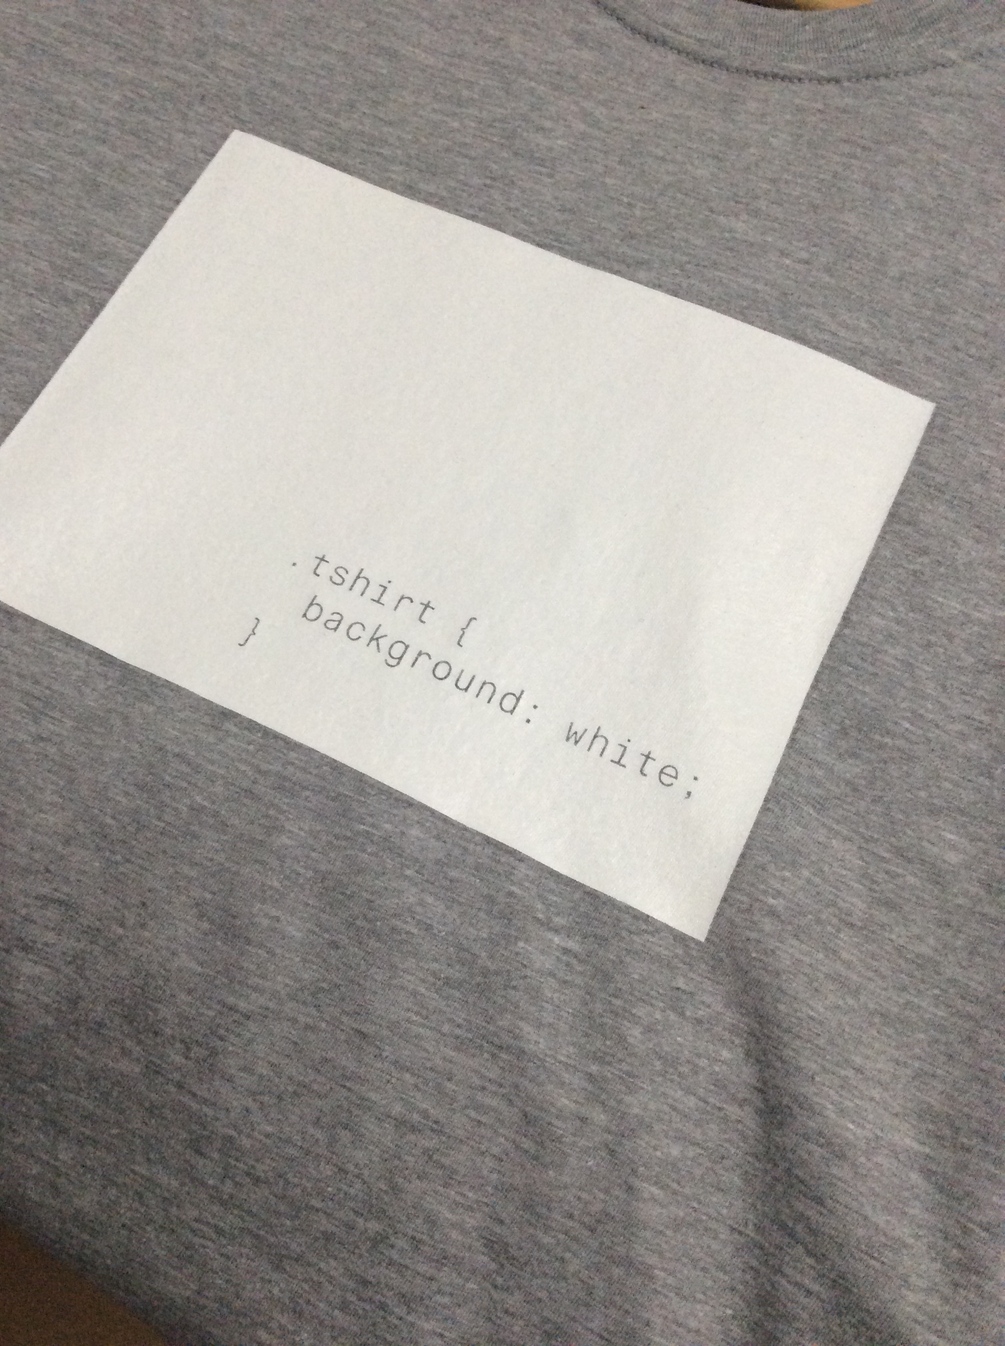 .tshirt {
background: white;
}